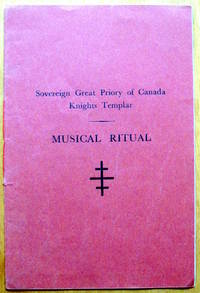 Sovereign Great Priory of Canada
Knights Templar
MUSICAL RITUAL